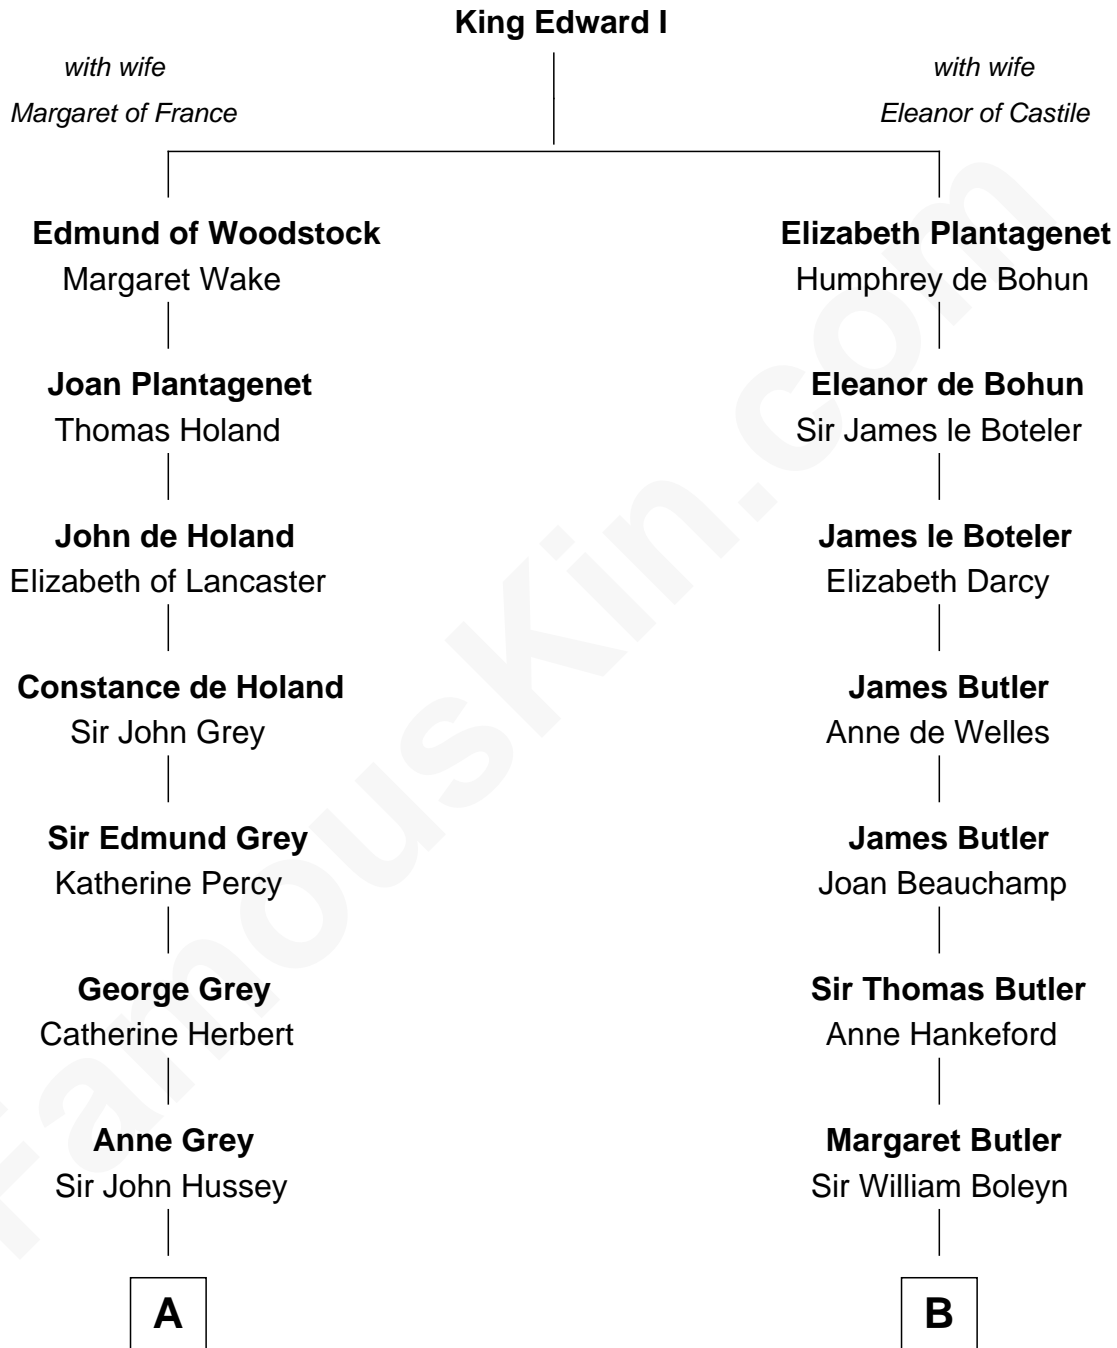 King Edward I
with wife
Margaret of France
with wife
Eleanor of Castile
Edmund of Woodstock
Margaret Wake
Elizabeth Plantagenet
Humphrey de Bohun
Joan Plantagenet
Thomas Holand
Eleanor de Bohun
Sir James le Boteler
John de Holand
Elizabeth of Lancaster
James le Boteler
Elizabeth Darcy
Constance de Holand
Sir John Grey
James Butler
Anne de Welles
Sir Edmund Grey
Katherine Percy
James Butler
Joan Beauchamp
George Grey
Catherine Herbert
Sir Thomas Butler
Anne Hankeford
Anne Grey
Sir John Hussey
Margaret Butler
Sir William Boleyn
A
B
FamousKin.com